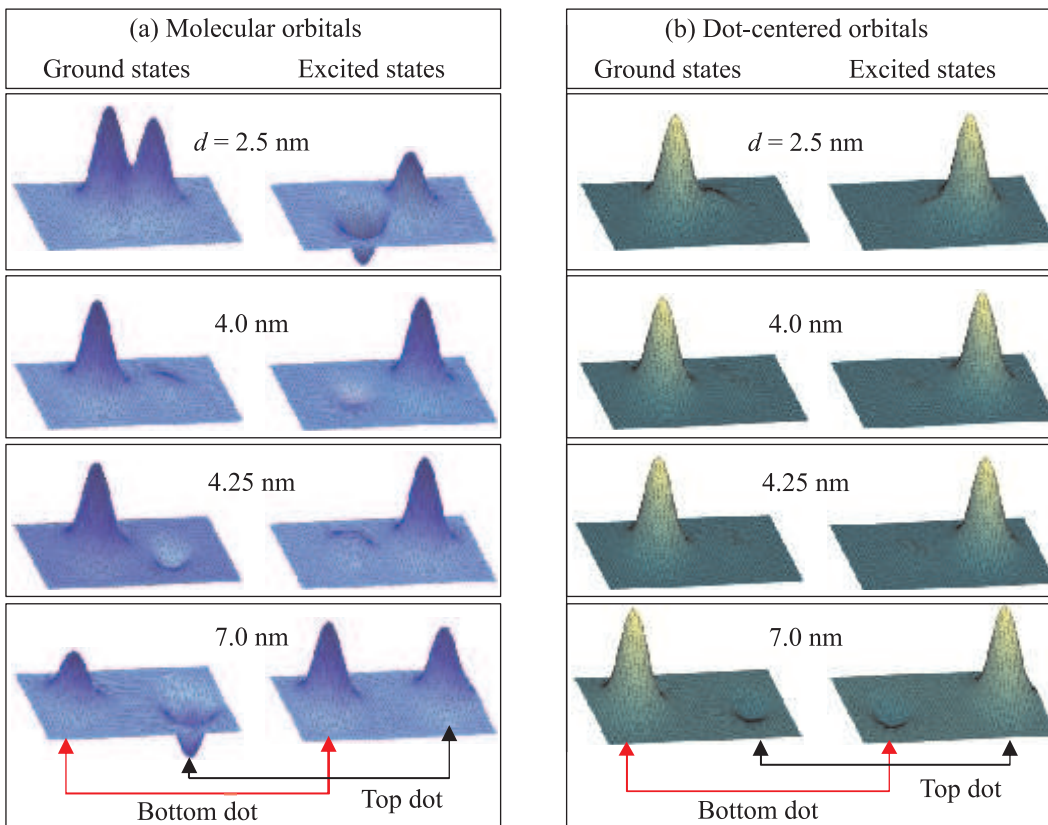 (a) Molecular orbitals
Ground states Excited states
d = 2.5 nm
4.0 nm
4.25 nm
7.0 nm
Bottom dot
Top dot
(b) Dot-centered orbitals
Ground states Excited states
d = 2.5 nm
4.0 nm
4.25 nm
7.0 nm
Bottom dot
Top dot